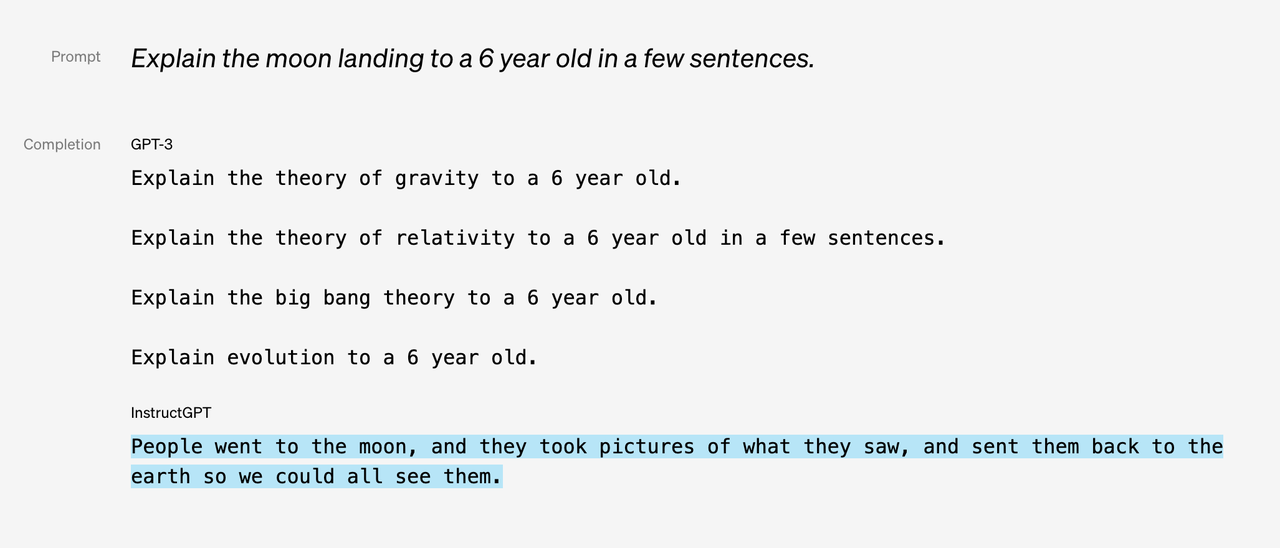 Prompt
Explain the moon landing to a 6 year old in a few sentences.
Completion
GPT-3
Explain the theory of gravity to a 6 year old.
Explain the theory of relativity to a 6 year old in a few sentences.
Explain the big bang theory to a 6 year old.
Explain evolution to a 6 year old.
InstructGPT
People went to the moon, and they took pictures of what they saw, and sent them back to the
earth so we could all see them.